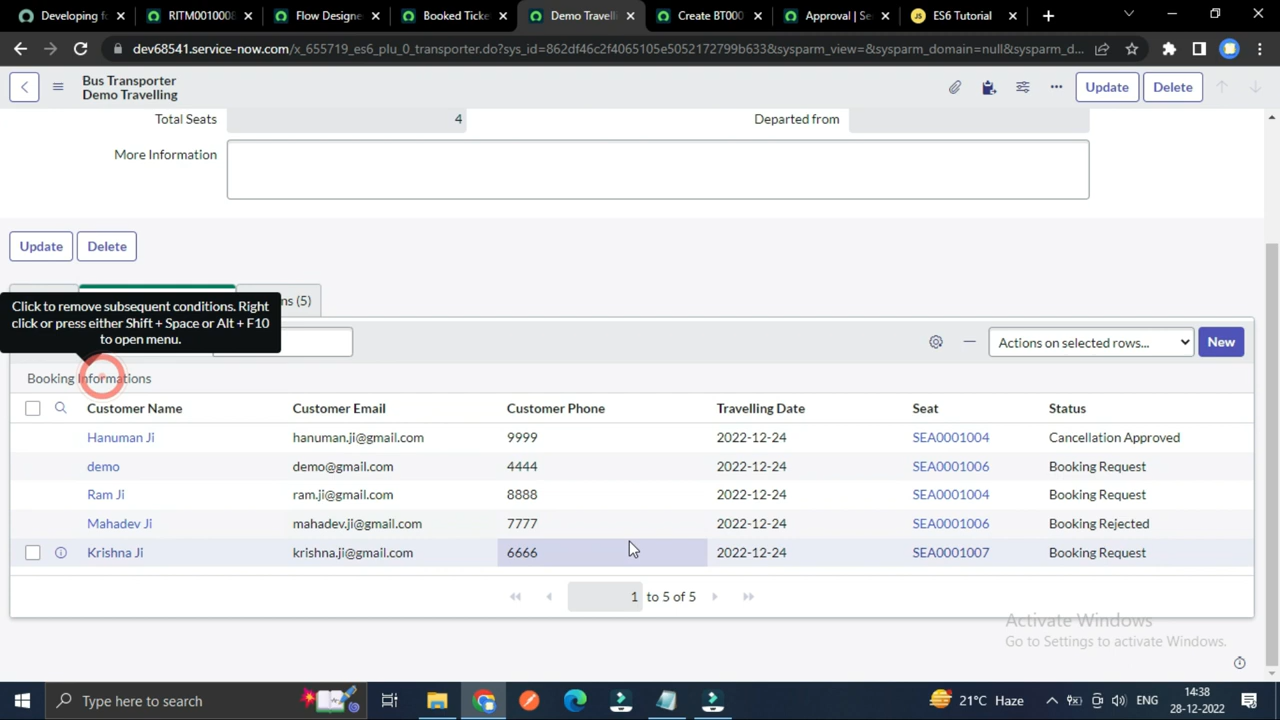 Developing fo
RITM0010008
Flow Designe
Booked Ticke
Demo Travelli
Create BT000
Approval | Se
JS ES6 Tutorial
dev68541.service-now.com/x_655719_es6_plu_0_transporter.do?sys_id=862df46c2f4065105e5052172799b633&sysparm_view=&sysparm_domain=null&sysparm_d...
Bus Transporter
Demo Travelling
Update
Delete
Total Seats
4
Departed from
More Information
Update
Delete
ns (5)
Click to remove subsequent conditions. Right
click or press either Shift + Space or Alt + F10
to open menu.
Actions on selected rows...
New
Booking Informations
Customer Name Customer Email Customer Phone Travelling Date Seat Status
Hanuman Ji hanuman.ji@gmail.com 9999 2022-12-24 SEA0001004 Cancellation Approved
demo demo@gmail.com 4444 2022-12-24 SEA0001006 Booking Request
Ram Ji ram.ji@gmail.com 8888 2022-12-24 SEA0001004 Booking Request
Mahadev Ji mahadev.ji@gmail.com 7777 2022-12-24 SEA0001006 Booking Rejected
Krishna Ji krishna.ji@gmail.com 6666 2022-12-24 SEA0001007 Booking Request
1 to 5 of 5
Activate Windows
Go to Settings to activate Windows.
Type here to search
21°C Haze
ENG
14:38
28-12-2022